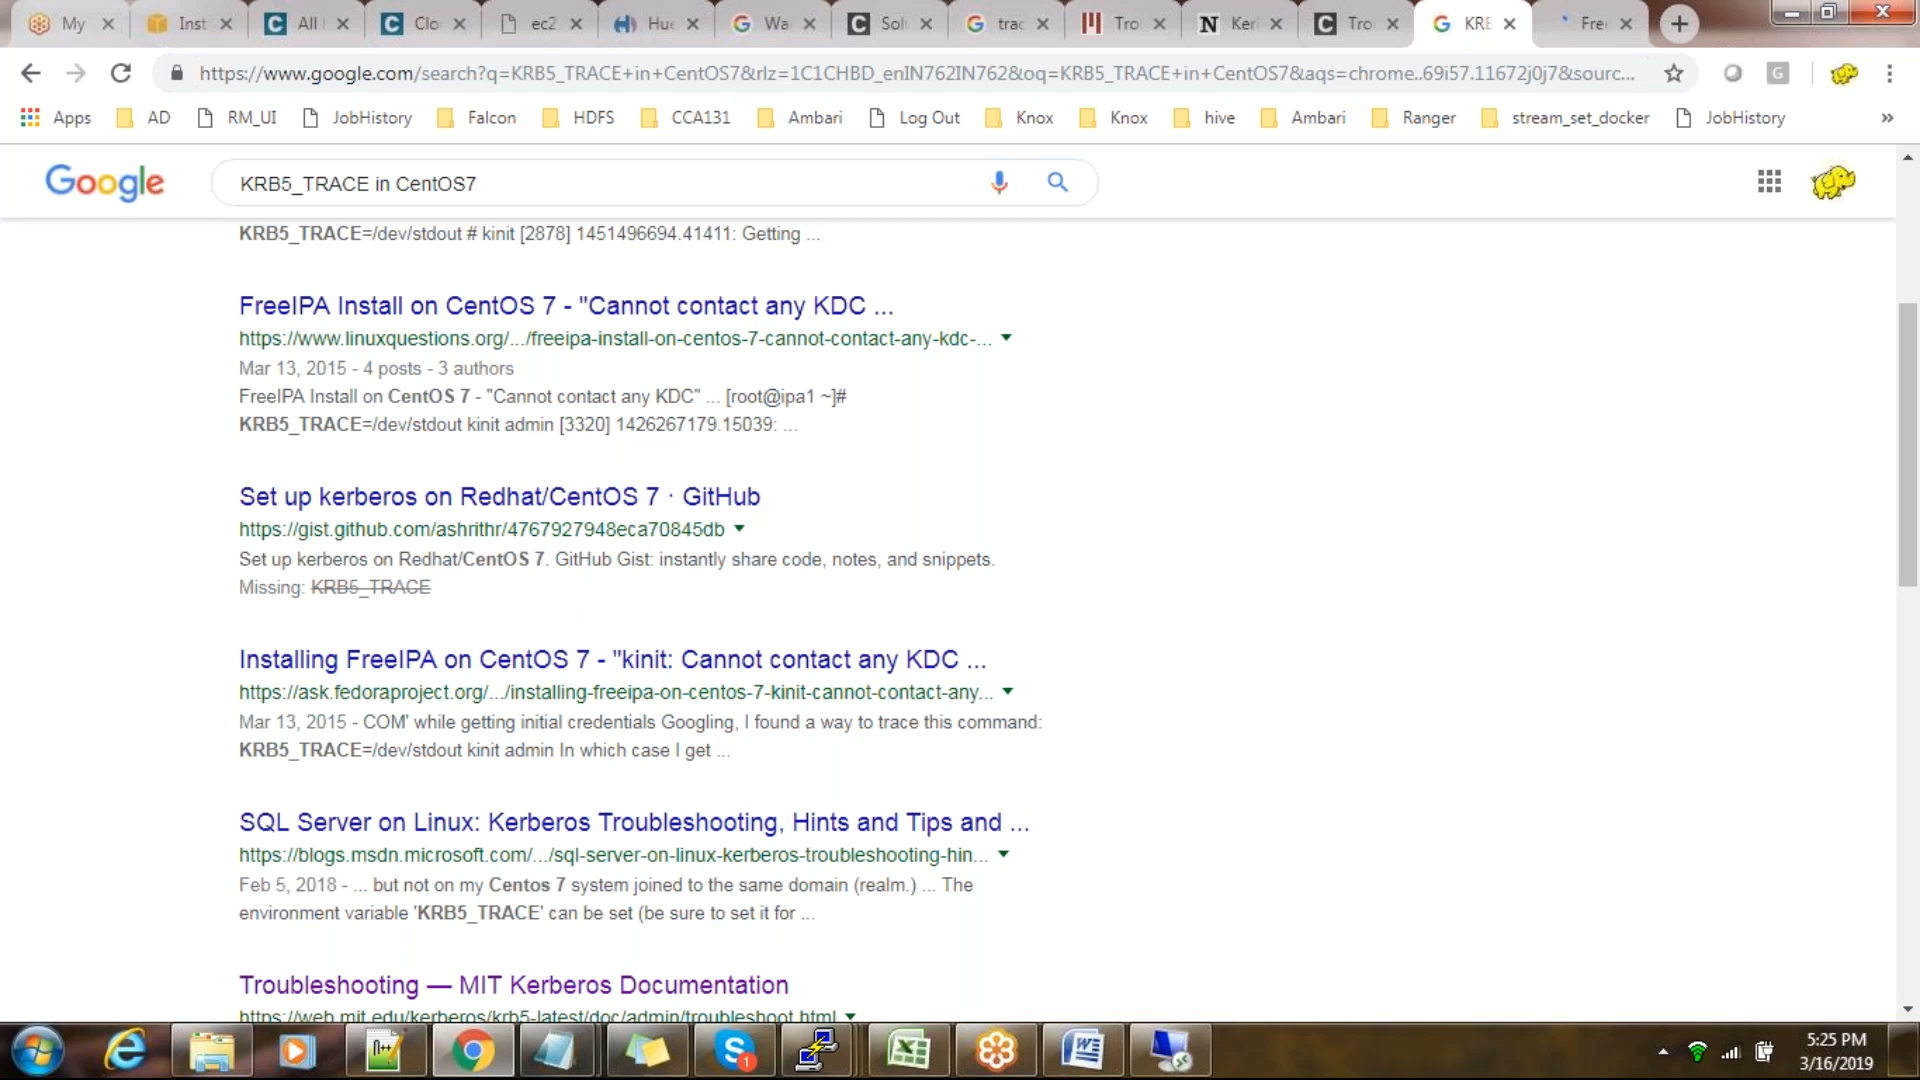 My
Inst
All
Clo
ec2
Hue
Wa
Sol
trac
Tro
Ker
Tro
KRE
Fre
https://www.google.com/search?q=KRB5_TRACE+in+CentOS7&rlz=1C1CHBD_enIN762IN762&oq=KRB5_TRACE+in+CentOS7&aqs=chrome..69i57.11672j0j7&sourc...
Apps
AD
RM_UI
JobHistory
Falcon
HDFS
CCA131
Ambari
Log Out
Knox
Knox
hive
Ambari
Ranger
stream_set_docker
JobHistory
»
Google
KRB5_TRACE in CentOS7
KRB5_TRACE=/dev/stdout # kinit [2878] 1451496694.41411: Getting ...
FreeIPA Install on CentOS 7 - "Cannot contact any KDC ...
https://www.linuxquestions.org/.../freeipa-install-on-centos-7-cannot-contact-any-kdc-...
Mar 13, 2015 - 4 posts - 3 authors
FreeIPA Install on CentOS 7 - "Cannot contact any KDC" ... [root@ipa1 ~]#
KRB5_TRACE=/dev/stdout kinit admin [3320] 1426267179.15039: ...
Set up kerberos on Redhat/CentOS 7 · GitHub
https://gist.github.com/ashrithr/4767927948eca70845db
Set up kerberos on Redhat/CentOS 7. GitHub Gist: instantly share code, notes, and snippets.
Missing: KRB5_TRACE
Installing FreeIPA on CentOS 7 - "kinit: Cannot contact any KDC ...
https://ask.fedoraproject.org/.../installing-freeipa-on-centos-7-kinit-cannot-contact-any...
Mar 13, 2015 - COM' while getting initial credentials Googling, I found a way to trace this command:
KRB5_TRACE=/dev/stdout kinit admin In which case I get ...
SQL Server on Linux: Kerberos Troubleshooting, Hints and Tips and ...
https://blogs.msdn.microsoft.com/.../sql-server-on-linux-kerberos-troubleshooting-hin...
Feb 5, 2018 - ... but not on my Centos 7 system joined to the same domain (realm.) ... The
environment variable 'KRB5_TRACE' can be set (be sure to set it for ...
Troubleshooting — MIT Kerberos Documentation
https://web.mit.edu/kerberos/krb5-latest/doc/admin/troubleshoot.html
5:25 PM
3/16/2019